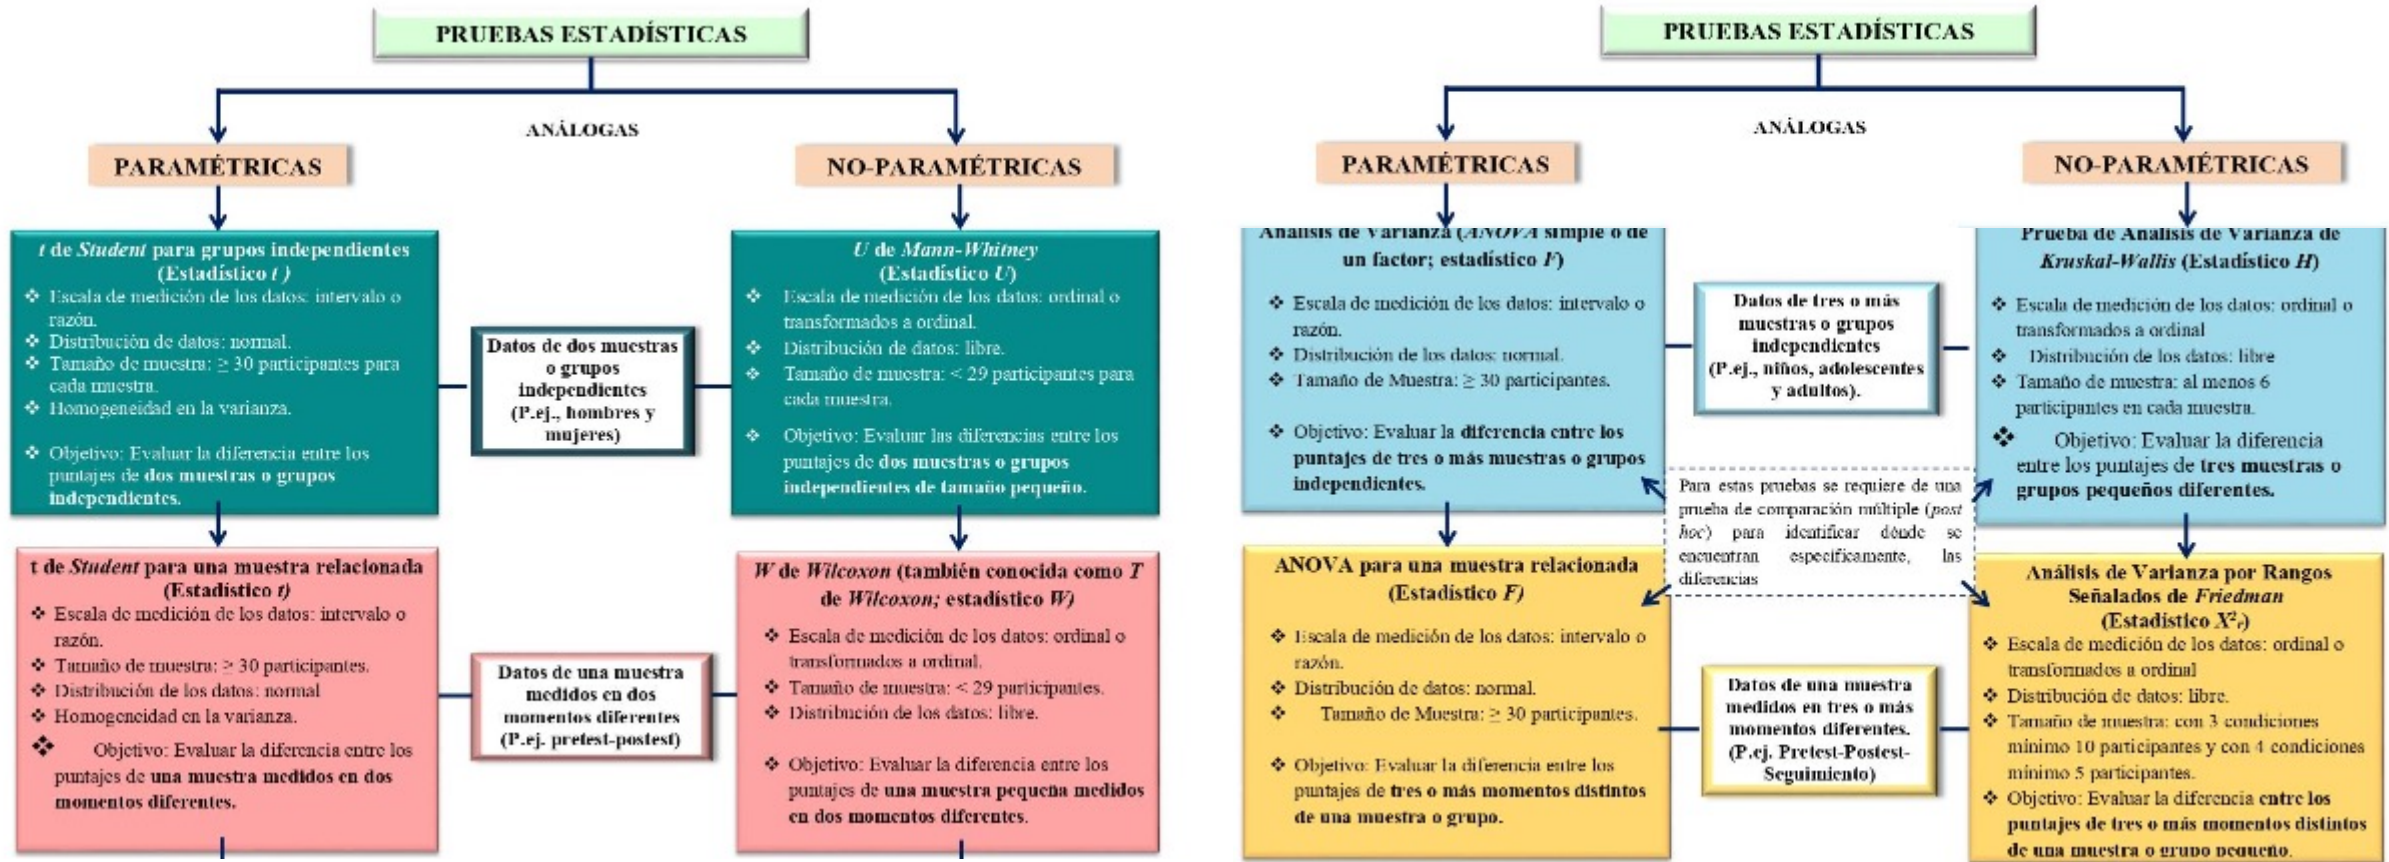 PRUEBAS ESTADÍSTICAS
ANÁLOGAS
PARAMÉTRICAS
NO-PARAMÉTRICAS
t de Student para grupos independientes
(Estadístico t )
❖ Escala de medición de los datos: intervalo o
razón.
❖ Distribución de datos: normal.
❖ Tamaño de muestra: ≥ 30 participantes para
cada muestra.
❖ Homogeneidad en la varianza.
❖ Objetivo: Evaluar la diferencia entre los
puntajes de dos muestras o grupos
independientes.
Datos de dos muestras
o grupos
independientes
(P.ej., hombres y
mujeres)
U de Mann-Whitney
(Estadístico U)
❖ Escala de medición de los datos: ordinal o
transformados a ordinal.
❖ Distribución de datos: libre.
❖ Tamaño de muestra: < 29 participantes para
cada muestra.
❖ Objetivo: Evaluar las diferencias entre los
puntajes de dos muestras o grupos
independientes de tamaño pequeño.
t de Student para una muestra relacionada
(Estadístico t)
❖ Escala de medición de los datos: intervalo o
razón.
❖ Tamaño de muestra: ≥ 30 participantes.
❖ Distribución de los datos: normal
❖ Homogeneidad en la varianza.
❖ Objetivo: Evaluar la diferencia entre los
puntajes de una muestra medidos en dos
momentos diferentes.
Datos de una muestra
medidos en dos
momentos diferentes
(P.ej. pretest-postest)
W de Wilcoxon (también conocida como T
de Wilcoxon; estadístico W)
❖ Escala de medición de los datos: ordinal o
transformados a ordinal.
❖ Tamaño de muestra: < 29 participantes.
❖ Distribución de los datos: libre.
❖ Objetivo: Evaluar la diferencia entre los
puntajes de una muestra pequeña medidos
en dos momentos diferentes.
PRUEBAS ESTADÍSTICAS
ANÁLOGAS
PARAMÉTRICAS
NO-PARAMÉTRICAS
Análisis de Varianza (ANOVA simple o de
un factor; estadístico F)
❖ Escala de medición de los datos: intervalo o
razón.
❖ Distribución de los datos: normal.
❖ Tamaño de Muestra: ≥ 30 participantes.
❖ Objetivo: Evaluar la diferencia entre los
puntajes de tres o más muestras o grupos
independientes.
Datos de tres o más
muestras o grupos
independientes
(P.ej., niños, adolescentes
y adultos).
Prueba de Análisis de Varianza de
Kruskal-Wallis (Estadístico H)
❖ Escala de medición de los datos: ordinal o
transformados a ordinal
❖ Distribución de los datos: libre
❖ Tamaño de muestra: al menos 6
participantes en cada muestra.
❖ Objetivo: Evaluar la diferencia
entre los puntajes de tres muestras o
grupos pequeños diferentes.
Para estas pruebas se requiere de una
prueba de comparación múltiple (post
hoc) para identificar dónde se
encuentran específicamente, las
diferencias
ANOVA para una muestra relacionada
(Estadístico F)
❖ Escala de medición de los datos: intervalo o
razón.
❖ Distribución de datos: normal.
❖ Tamaño de Muestra: ≥ 30 participantes.
❖ Objetivo: Evaluar la diferencia entre los
puntajes de tres o más momentos distintos
de una muestra o grupo.
Datos de una muestra
medidos en tres o más
momentos diferentes.
(P.ej. Pretest-Postest-
Seguimiento)
Análisis de Varianza por Rangos
Señalados de Friedman
(Estadístico X²r)
❖ Escala de medición de los datos: ordinal o
transformados a ordinal
❖ Distribución de los datos: libre.
❖ Tamaño de muestra: con 3 condiciones
mínimo 10 participantes y con 4 condiciones
mínimo 5 participantes.
❖ Objetivo: Evaluar la diferencia entre los
puntajes de tres o más momentos distintos
de una muestra o grupo pequeño.